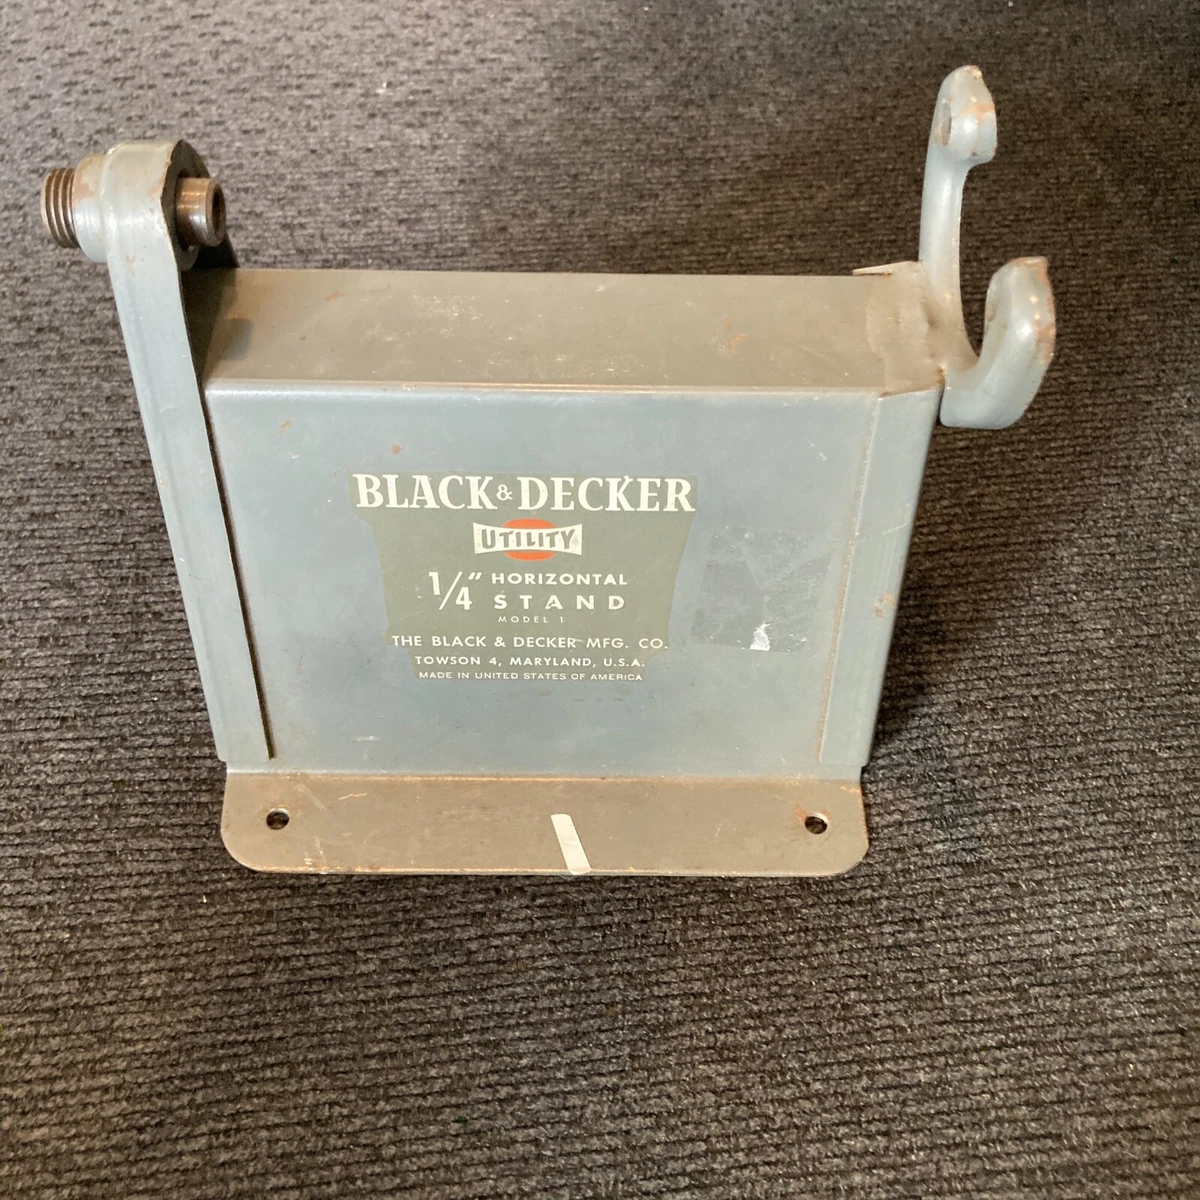 BLACK & DECKER
UTILITY
1/4" HORIZONTAL
STAND
MODEL 1
THE BLACK & DECKER MFG. CO.
TOWSON 4, MARYLAND, U.S.A.
MADE IN UNITED STATES OF AMERICA